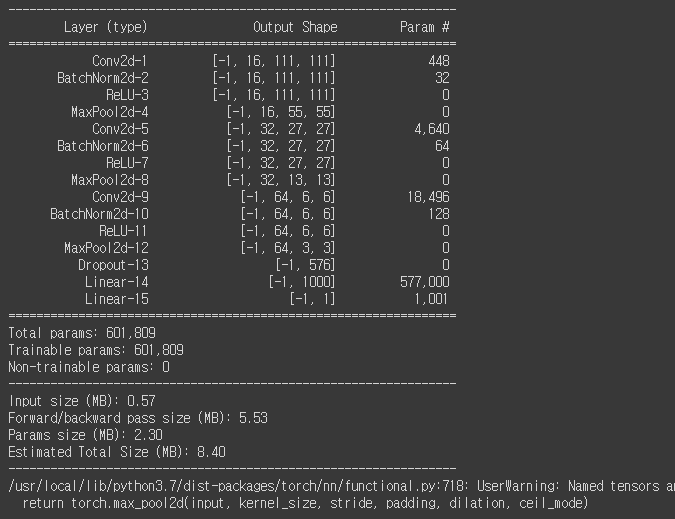 ----------------------------------------------------------------
        Layer (type)               Output Shape         Param #
================================================================
            Conv2d-1         [-1, 16, 111, 111]             448
       BatchNorm2d-2         [-1, 16, 111, 111]              32
              ReLU-3         [-1, 16, 111, 111]               0
         MaxPool2d-4           [-1, 16, 55, 55]               0
            Conv2d-5           [-1, 32, 27, 27]           4,640
       BatchNorm2d-6           [-1, 32, 27, 27]              64
              ReLU-7           [-1, 32, 27, 27]               0
         MaxPool2d-8           [-1, 32, 13, 13]               0
            Conv2d-9             [-1, 64, 6, 6]          18,496
      BatchNorm2d-10             [-1, 64, 6, 6]             128
             ReLU-11             [-1, 64, 6, 6]               0
        MaxPool2d-12             [-1, 64, 3, 3]               0
          Dropout-13                  [-1, 576]               0
           Linear-14                 [-1, 1000]         577,000
           Linear-15                    [-1, 1]           1,001
================================================================
Total params: 601,809
Trainable params: 601,809
Non-trainable params: 0
----------------------------------------------------------------
Input size (MB): 0.57
Forward/backward pass size (MB): 5.53
Params size (MB): 2.30
Estimated Total Size (MB): 8.40
----------------------------------------------------------------
/usr/local/lib/python3.7/dist-packages/torch/nn/functional.py:718: UserWarning: Named tensors a
  return torch.max_pool2d(input, kernel_size, stride, padding, dilation, ceil_mode)